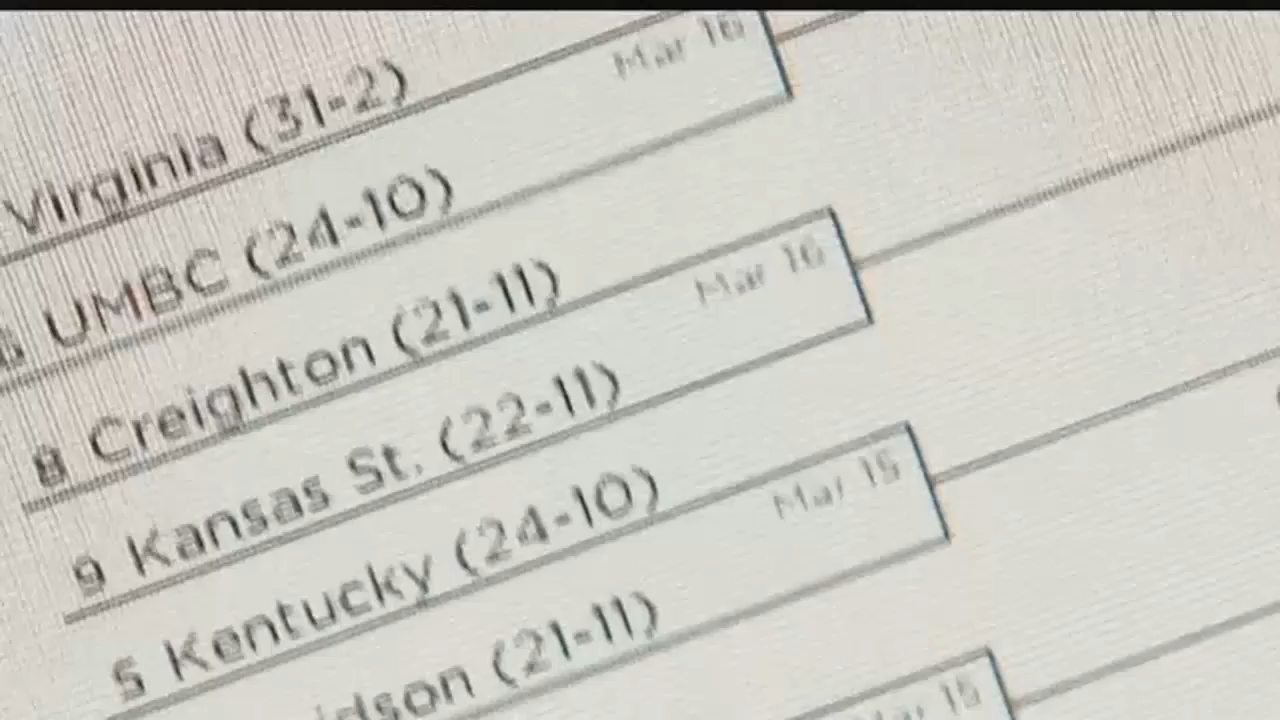 Mar 16
Virginia (31-2)
UMBC (24-10)
8 Creighton (21-11)
Mar 16
9 Kansas St. (22-11)
5 Kentucky (24-10)
Mar 15
(21-11)
Mar 15